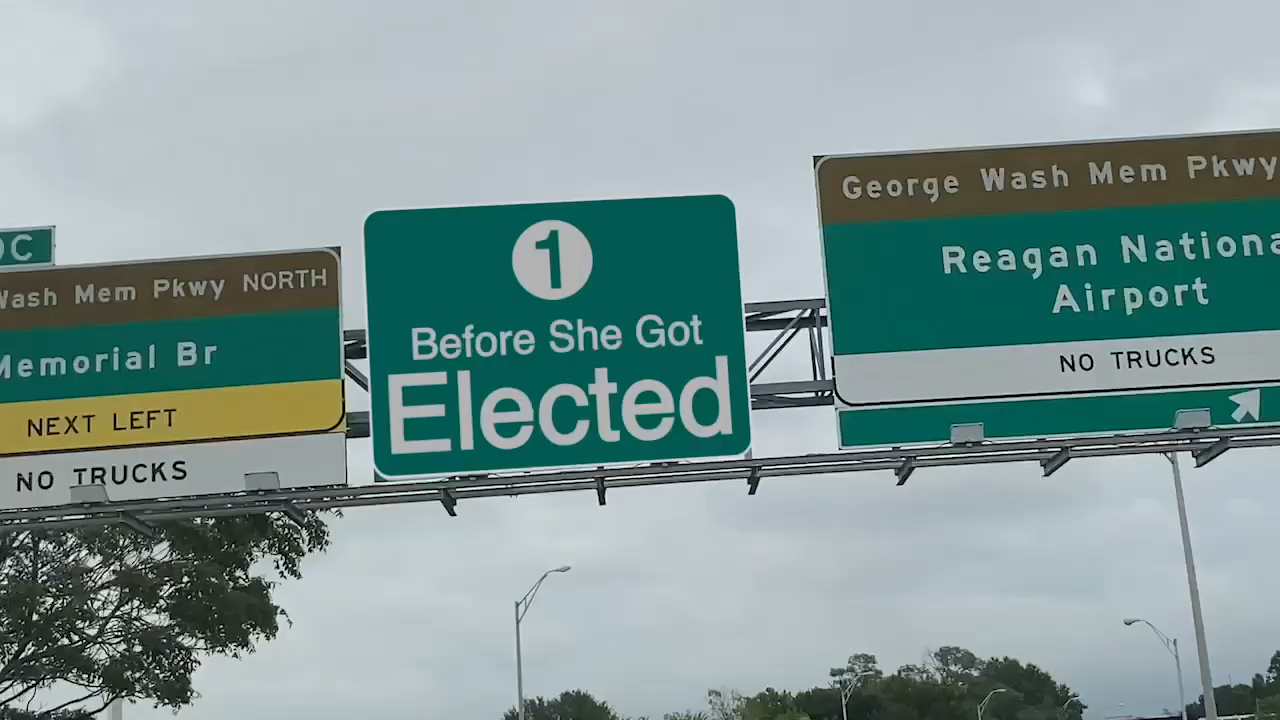 DC
Wash Mem Pkwy NORTH
Memorial Br
NEXT LEFT
NO TRUCKS
1
Before She Got
Elected
George Wash Mem Pkwy
Reagan Nationa
Airport
NO TRUCKS